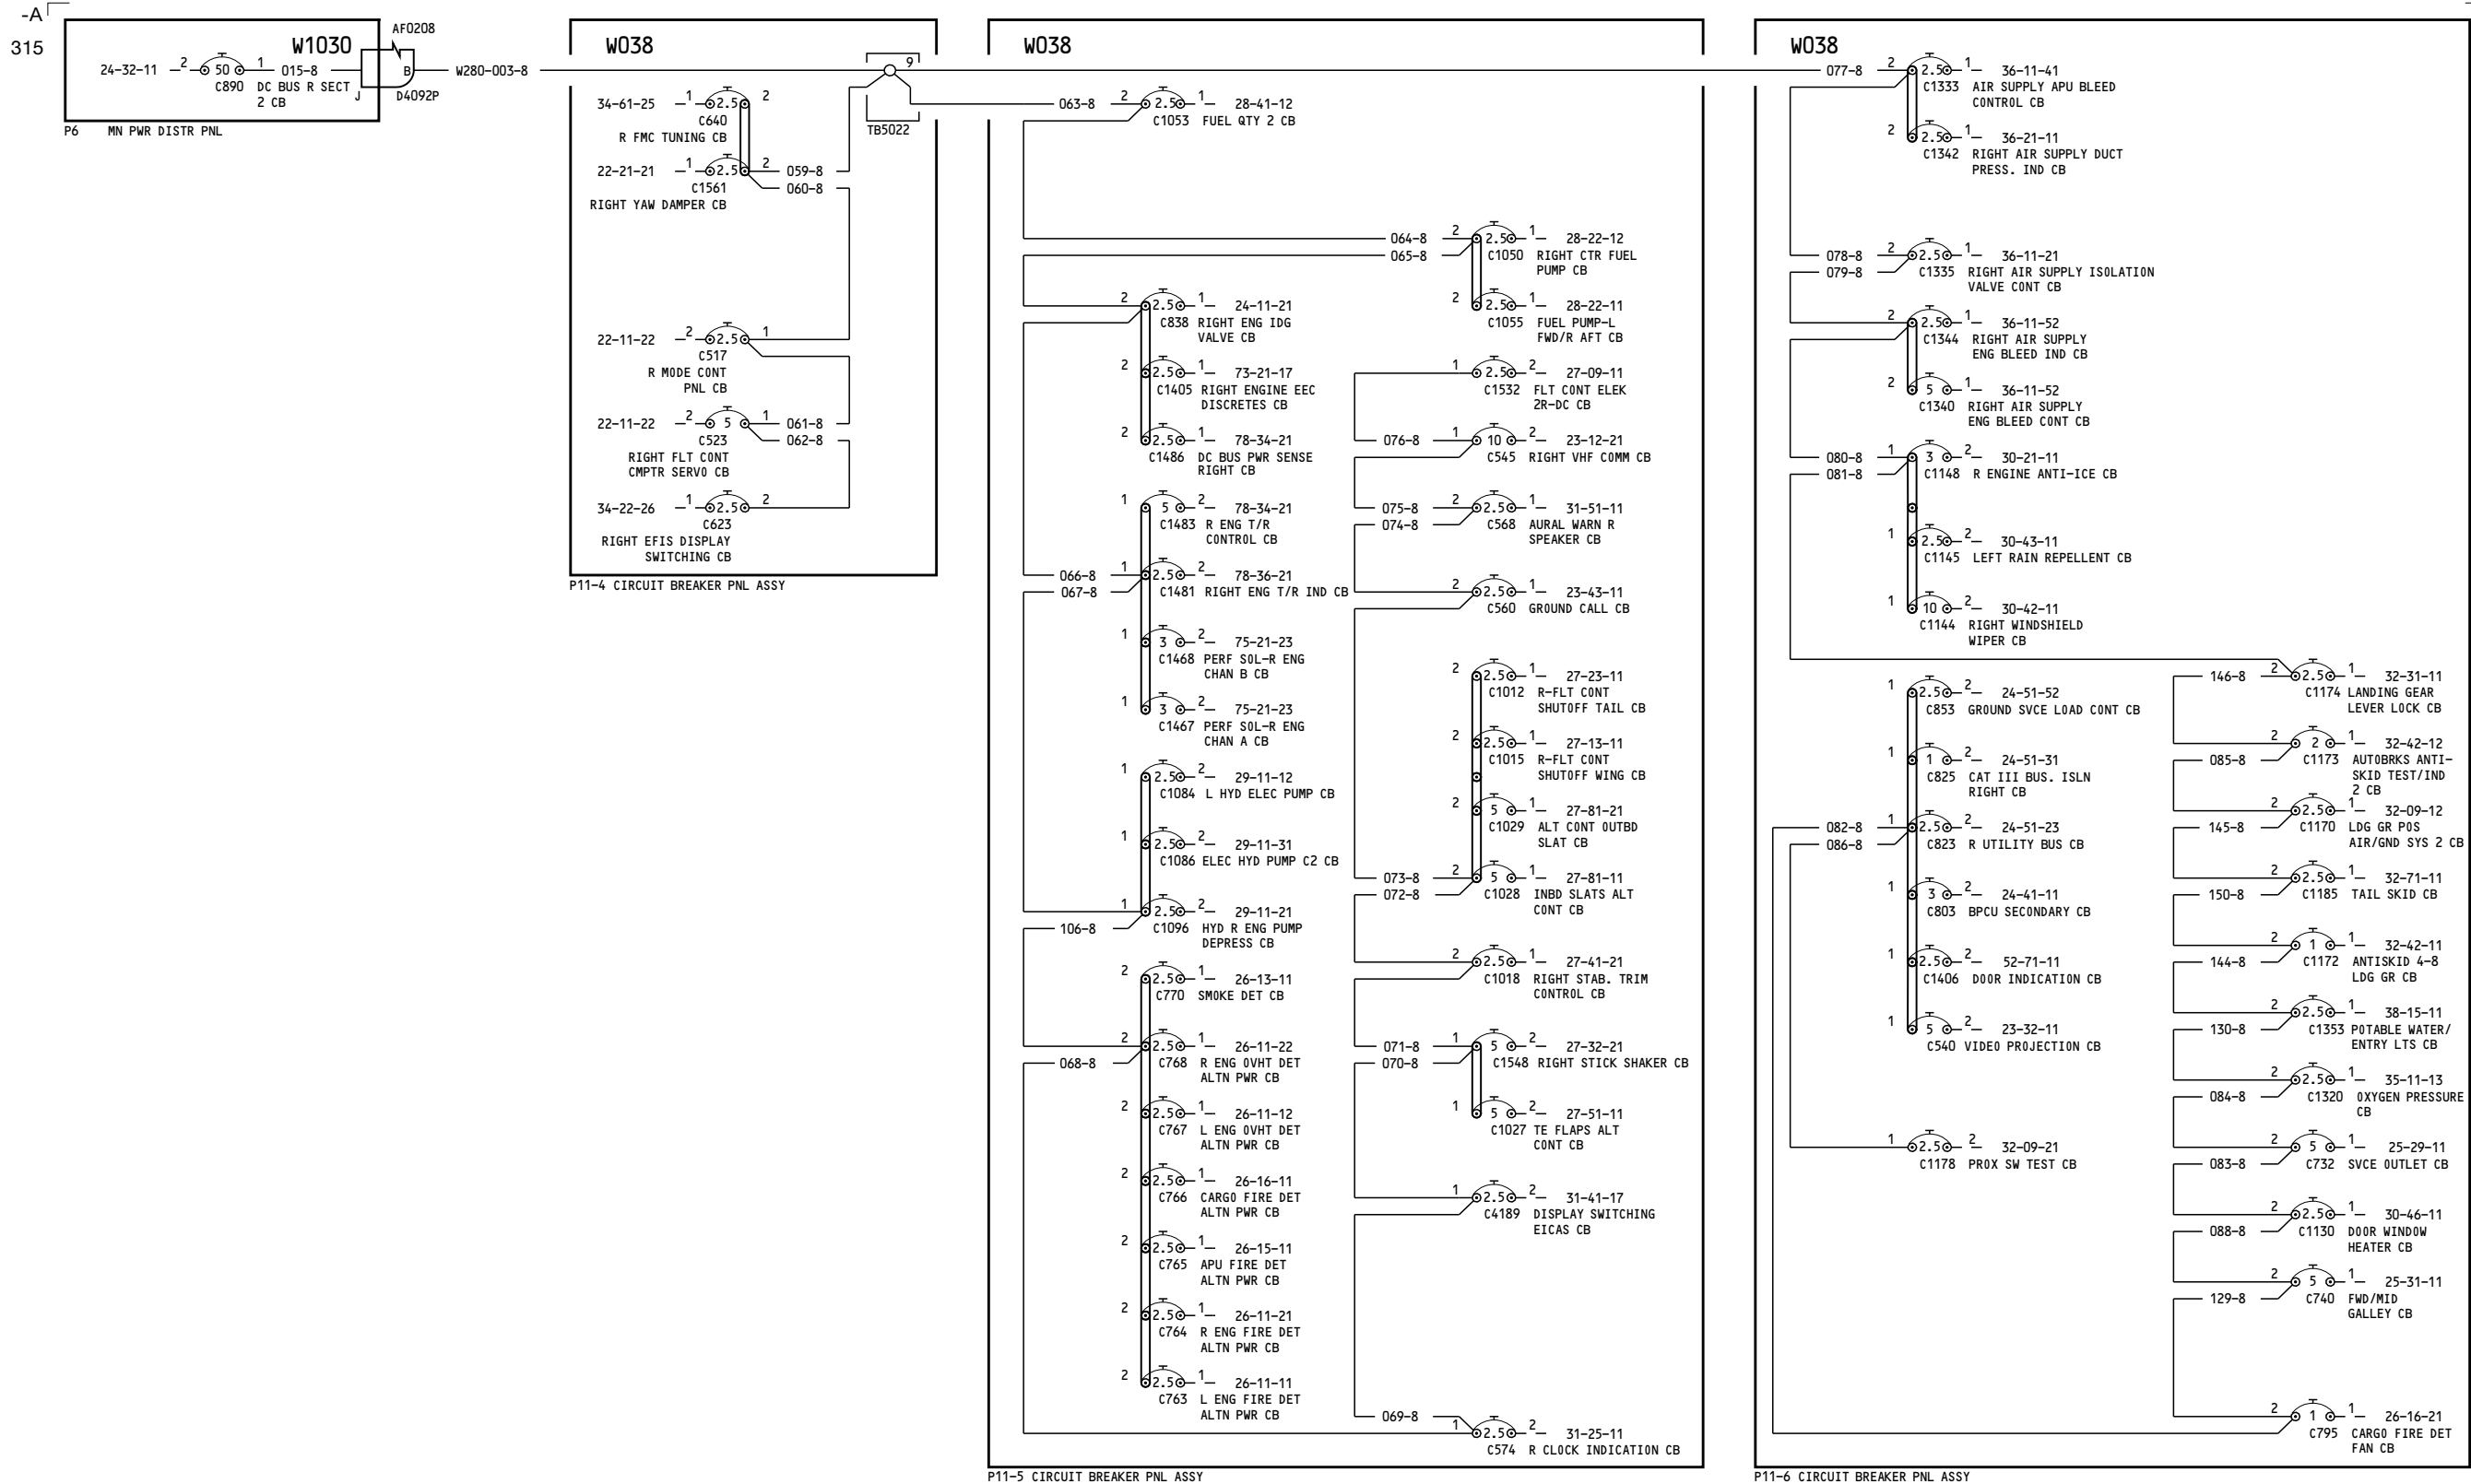 -A
315
W1030
AF0208
24-32-11 2 50 1 015-8
C890 DC BUS R SECT
2 CB
J
B
D4092P
W280-003-8
P6 MN PWR DISTR PNL
W038
9
TB5022
34-61-25 1 2.5 2
C640
R FMC TUNING CB
22-21-21 1 2.5 2 059-8
060-8
C1561
RIGHT YAW DAMPER CB
22-11-22 2 2.5 1
C517
R MODE CONT
PNL CB
22-11-22 2 5 1 061-8
062-8
C523
RIGHT FLT CONT
CMPTR SERVO CB
34-22-26 1 2.5 2
C623
RIGHT EFIS DISPLAY
SWITCHING CB
P11-4 CIRCUIT BREAKER PNL ASSY
W038
063-8 2 2.5 1 28-41-12
C1053 FUEL QTY 2 CB
064-8 2 2.5 1 28-22-12
065-8
C1050 RIGHT CTR FUEL
PUMP CB
2 2.5 1 28-22-11
C1055 FUEL PUMP-L
FWD/R AFT CB
2 2.5 1 24-11-21
C838 RIGHT ENG IDG
VALVE CB
2 2.5 1 73-21-17
C1405 RIGHT ENGINE EEC
DISCRETES CB
2 2.5 1 78-34-21
C1486 DC BUS PWR SENSE
RIGHT CB
1 5 2 78-34-21
C1483 R ENG T/R
CONTROL CB
066-8 1 2.5 2 78-36-21
067-8
C1481 RIGHT ENG T/R IND CB
1 3 2 75-21-23
C1468 PERF SOL-R ENG
CHAN B CB
1 3 2 75-21-23
C1467 PERF SOL-R ENG
CHAN A CB
1 2.5 2 29-11-12
C1084 L HYD ELEC PUMP CB
1 2.5 2 29-11-31
C1086 ELEC HYD PUMP C2 CB
1 2.5 2 29-11-21
106-8
C1096 HYD R ENG PUMP
DEPRESS CB
2 2.5 1 26-13-11
C770 SMOKE DET CB
2 2.5 1 26-11-22
068-8
C768 R ENG OVHT DET
ALTN PWR CB
2 2.5 1 26-11-12
C767 L ENG OVHT DET
ALTN PWR CB
2 2.5 1 26-16-11
C766 CARGO FIRE DET
ALTN PWR CB
2 2.5 1 26-15-11
C765 APU FIRE DET
ALTN PWR CB
2 2.5 1 26-11-21
C764 R ENG FIRE DET
ALTN PWR CB
2 2.5 1 26-11-11
C763 L ENG FIRE DET
ALTN PWR CB
1 2.5 2 27-09-11
C1532 FLT CONT ELEK
2R-DC CB
076-8 1 10 2 23-12-21
C545 RIGHT VHF COMM CB
075-8 2 2.5 1 31-51-11
074-8
C568 AURAL WARN R
SPEAKER CB
2 2.5 1 23-43-11
C560 GROUND CALL CB
2 2.5 1 27-23-11
C1012 R-FLT CONT
SHUTOFF TAIL CB
2 2.5 1 27-13-11
C1015 R-FLT CONT
SHUTOFF WING CB
2 5 1 27-81-21
C1029 ALT CONT OUTBD
SLAT CB
073-8 2 5 1 27-81-11
072-8
C1028 INBD SLATS ALT
CONT CB
2 2.5 1 27-41-21
C1018 RIGHT STAB. TRIM
CONTROL CB
071-8 1 5 2 27-32-21
070-8
C1548 RIGHT STICK SHAKER CB
1 5 2 27-51-11
C1027 TE FLAPS ALT
CONT CB
1 2.5 2 31-41-17
C4189 DISPLAY SWITCHING
EICAS CB
069-8
1 2.5 2 31-25-11
C574 R CLOCK INDICATION CB
P11-5 CIRCUIT BREAKER PNL ASSY
W038
077-8 2 2.5 1 36-11-41
C1333 AIR SUPPLY APU BLEED
CONTROL CB
2 2.5 1 36-21-11
C1342 RIGHT AIR SUPPLY DUCT
PRESS. IND CB
078-8 2 2.5 1 36-11-21
079-8
C1335 RIGHT AIR SUPPLY ISOLATION
VALVE CONT CB
2 2.5 1 36-11-52
C1344 RIGHT AIR SUPPLY
ENG BLEED IND CB
2 5 1 36-11-52
C1340 RIGHT AIR SUPPLY
ENG BLEED CONT CB
080-8 1 3 2 30-21-11
081-8
C1148 R ENGINE ANTI-ICE CB
1 2.5 2 30-43-11
C1145 LEFT RAIN REPELLENT CB
1 10 2 30-42-11
C1144 RIGHT WINDSHIELD
WIPER CB
1 2.5 2 24-51-52
C853 GROUND SVCE LOAD CONT CB
1 1 2 24-51-31
C825 CAT III BUS. ISLN
RIGHT CB
082-8 1 2.5 2 24-51-23
086-8
C823 R UTILITY BUS CB
1 3 2 24-41-11
C803 BPCU SECONDARY CB
1 2.5 2 52-71-11
C1406 DOOR INDICATION CB
1 5 2 23-32-11
C540 VIDEO PROJECTION CB
1 2.5 2 32-09-21
C1178 PROX SW TEST CB
146-8 2 2.5 1 32-31-11
C1174 LANDING GEAR
LEVER LOCK CB
2 2 1 32-42-12
085-8
C1173 AUTOBRKS ANTI-
SKID TEST/IND
2 CB
2 2.5 1 32-09-12
145-8
C1170 LDG GR POS
AIR/GND SYS 2 CB
2 2.5 1 32-71-11
150-8
C1185 TAIL SKID CB
2 1 1 32-42-11
144-8
C1172 ANTISKID 4-8
LDG GR CB
2 2.5 1 38-15-11
130-8
C1353 POTABLE WATER/
ENTRY LTS CB
2 2.5 1 35-11-13
084-8
C1320 OXYGEN PRESSURE
CB
2 5 1 25-29-11
083-8
C732 SVCE OUTLET CB
2 2.5 1 30-46-11
088-8
C1130 DOOR WINDOW
HEATER CB
2 5 1 25-31-11
129-8
C740 FWD/MID
GALLEY CB
2 1 1 26-16-21
C795 CARGO FIRE DET
FAN CB
P11-6 CIRCUIT BREAKER PNL ASSY